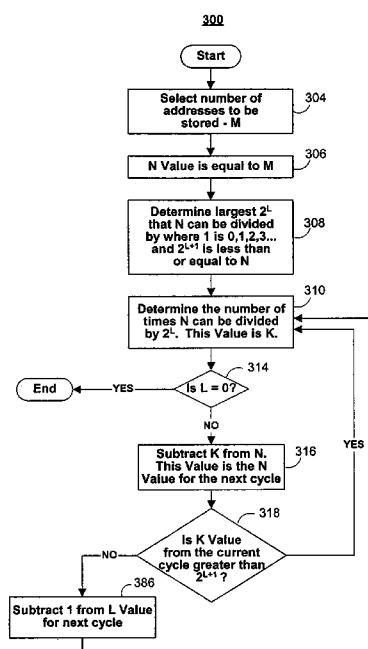 300
Start
Select number of
addresses to be
stored - M
304
N Value is equal to M
306
Determine largest 2^L
that N can be divided
by where 1 is 0,1,2,3...
and 2^L+1 is less than
or equal to N
308
Determine the number of
times N can be divided
by 2^L. This Value is K.
310
314
Is L = 0?
YES
End
NO
Subtract K from N.
This Value is the N
Value for the next cycle
316
YES
318
Is K Value
from the current
cycle greater than
2^L+1 ?
NO
386
Subtract 1 from L Value
for next cycle